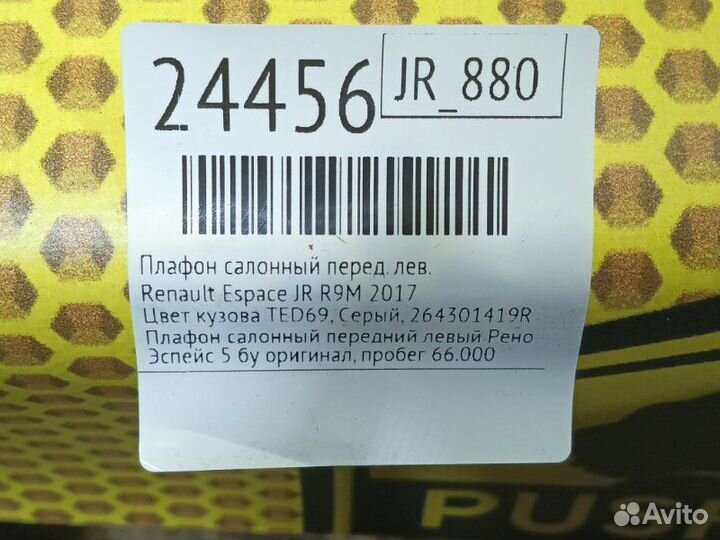 24456
JR_880
Плафон салонный перед. лев.
Renault Espace JR R9M 2017
Цвет кузова TED69, Серый, 264301419R
Плафон салонный передний левый Рено
Эспейс 5 бу оригинал, пробег 66.000
PUS
Avito